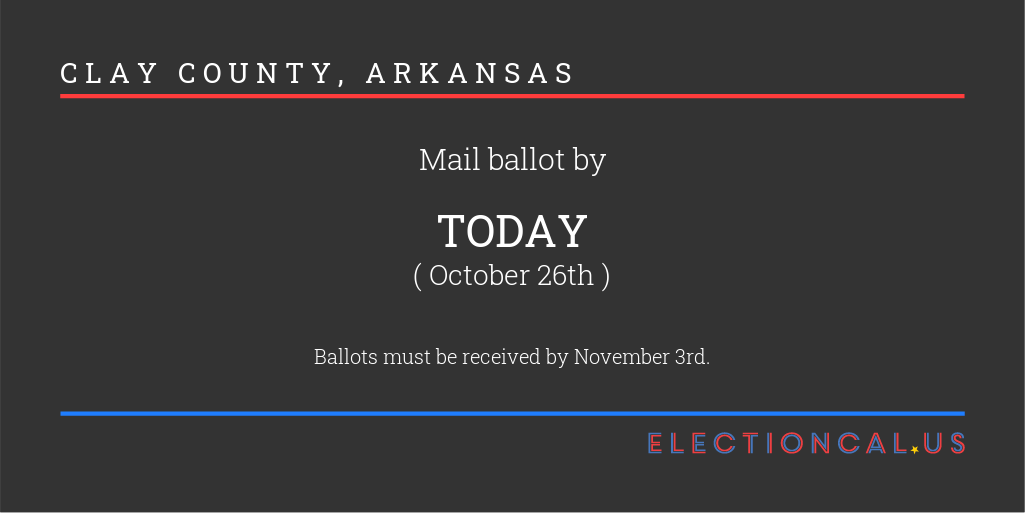 CLAY COUNTY, ARKANSAS
Mail ballot by
TODAY
( October 26th )
Ballots must be received by November 3rd.
ELECTIONCAL.US